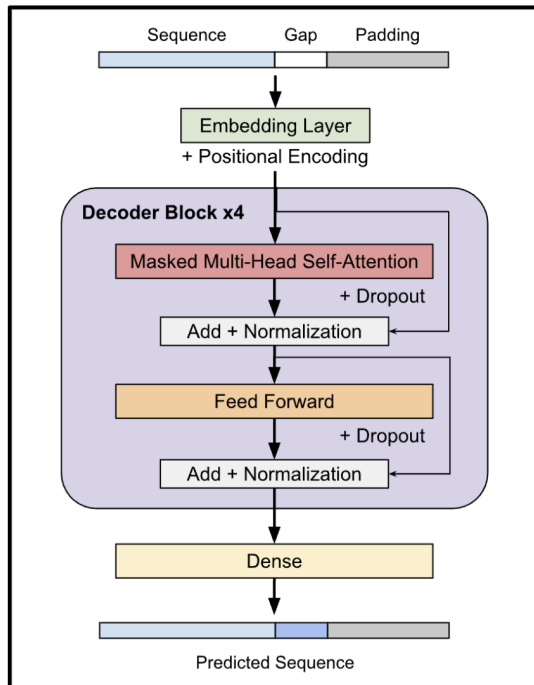 Sequence Gap Padding
Embedding Layer
+ Positional Encoding
Decoder Block x4
Masked Multi-Head Self-Attention
+ Dropout
Add + Normalization
Feed Forward
+ Dropout
Add + Normalization
Dense
Predicted Sequence